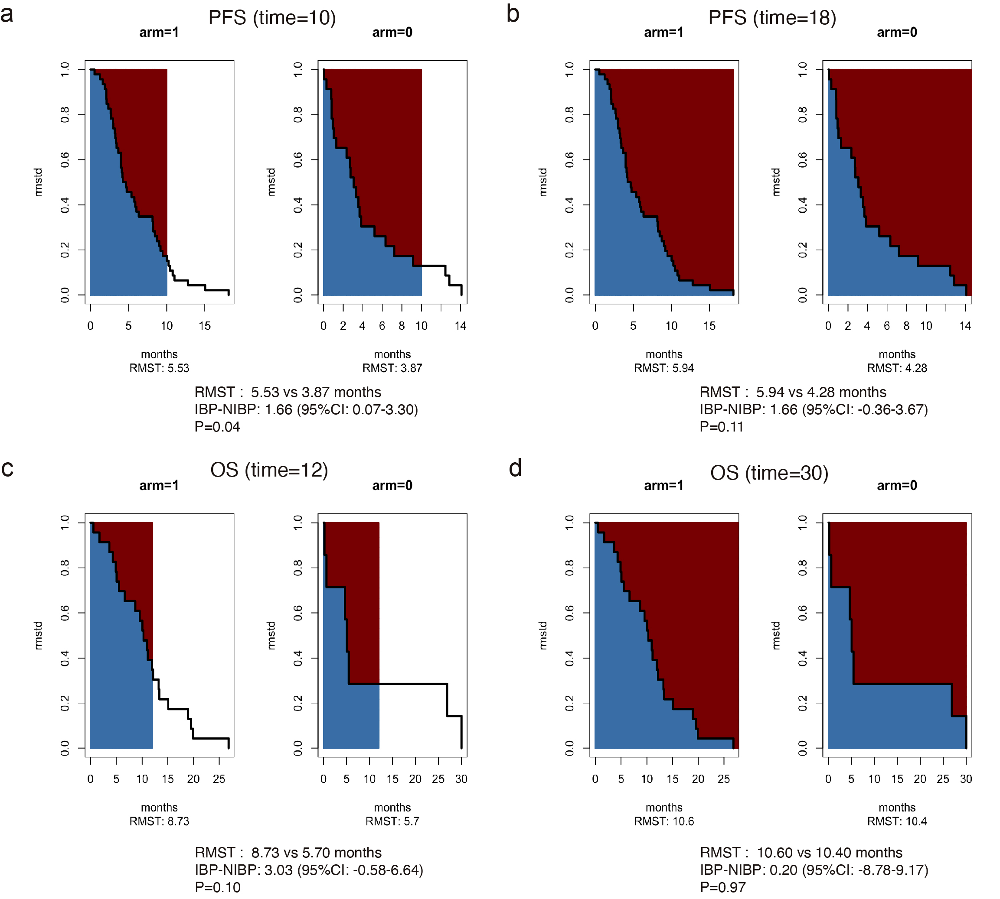 a
PFS (time=10)
arm=1
arm=0
rmstd
0.0 0.2 0.4 0.6 0.8 1.0
0 5 10 15
months
RMST: 5.53
rmstd
0.0 0.2 0.4 0.6 0.8 1.0
0 2 4 6 8 10 14
months
RMST: 3.87
RMST : 5.53 vs 3.87 months
IBP-NIBP: 1.66 (95%CI: 0.07-3.30)
P=0.04
b
PFS (time=18)
arm=1
arm=0
rmstd
0.0 0.2 0.4 0.6 0.8 1.0
0 5 10 15
months
RMST: 5.94
rmstd
0.0 0.2 0.4 0.6 0.8 1.0
0 2 4 6 8 10 14
months
RMST: 4.28
RMST : 5.94 vs 4.28 months
IBP-NIBP: 1.66 (95%CI: -0.36-3.67)
P=0.11
c
OS (time=12)
arm=1
arm=0
rmstd
0.0 0.2 0.4 0.6 0.8 1.0
0 5 10 15 20 25
months
RMST: 8.73
rmstd
0.0 0.2 0.4 0.6 0.8 1.0
0 5 10 15 20 25 30
months
RMST: 5.7
RMST : 8.73 vs 5.70 months
IBP-NIBP: 3.03 (95%CI: -0.58-6.64)
P=0.10
d
OS (time=30)
arm=1
arm=0
rmstd
0.0 0.2 0.4 0.6 0.8 1.0
0 5 10 15 20 25
months
RMST: 10.6
rmstd
0.0 0.2 0.4 0.6 0.8 1.0
0 5 10 15 20 25 30
months
RMST: 10.4
RMST : 10.60 vs 10.40 months
IBP-NIBP: 0.20 (95%CI: -8.78-9.17)
P=0.97